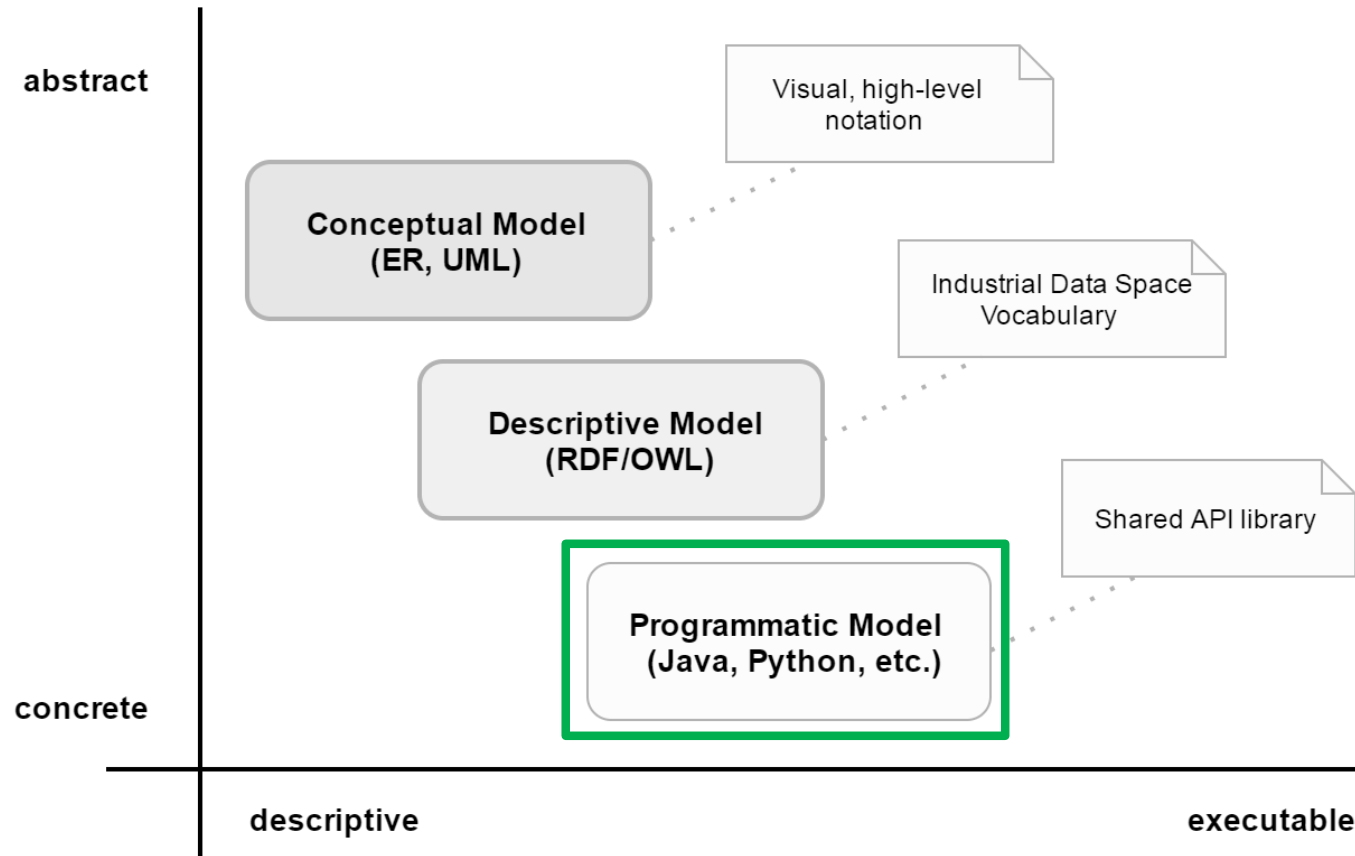 abstract
Visual, high-level
notation
Conceptual Model
(ER, UML)
Industrial Data Space
Vocabulary
Descriptive Model
(RDF/OWL)
Shared API library
Programmatic Model
(Java, Python, etc.)
concrete
descriptive
executable